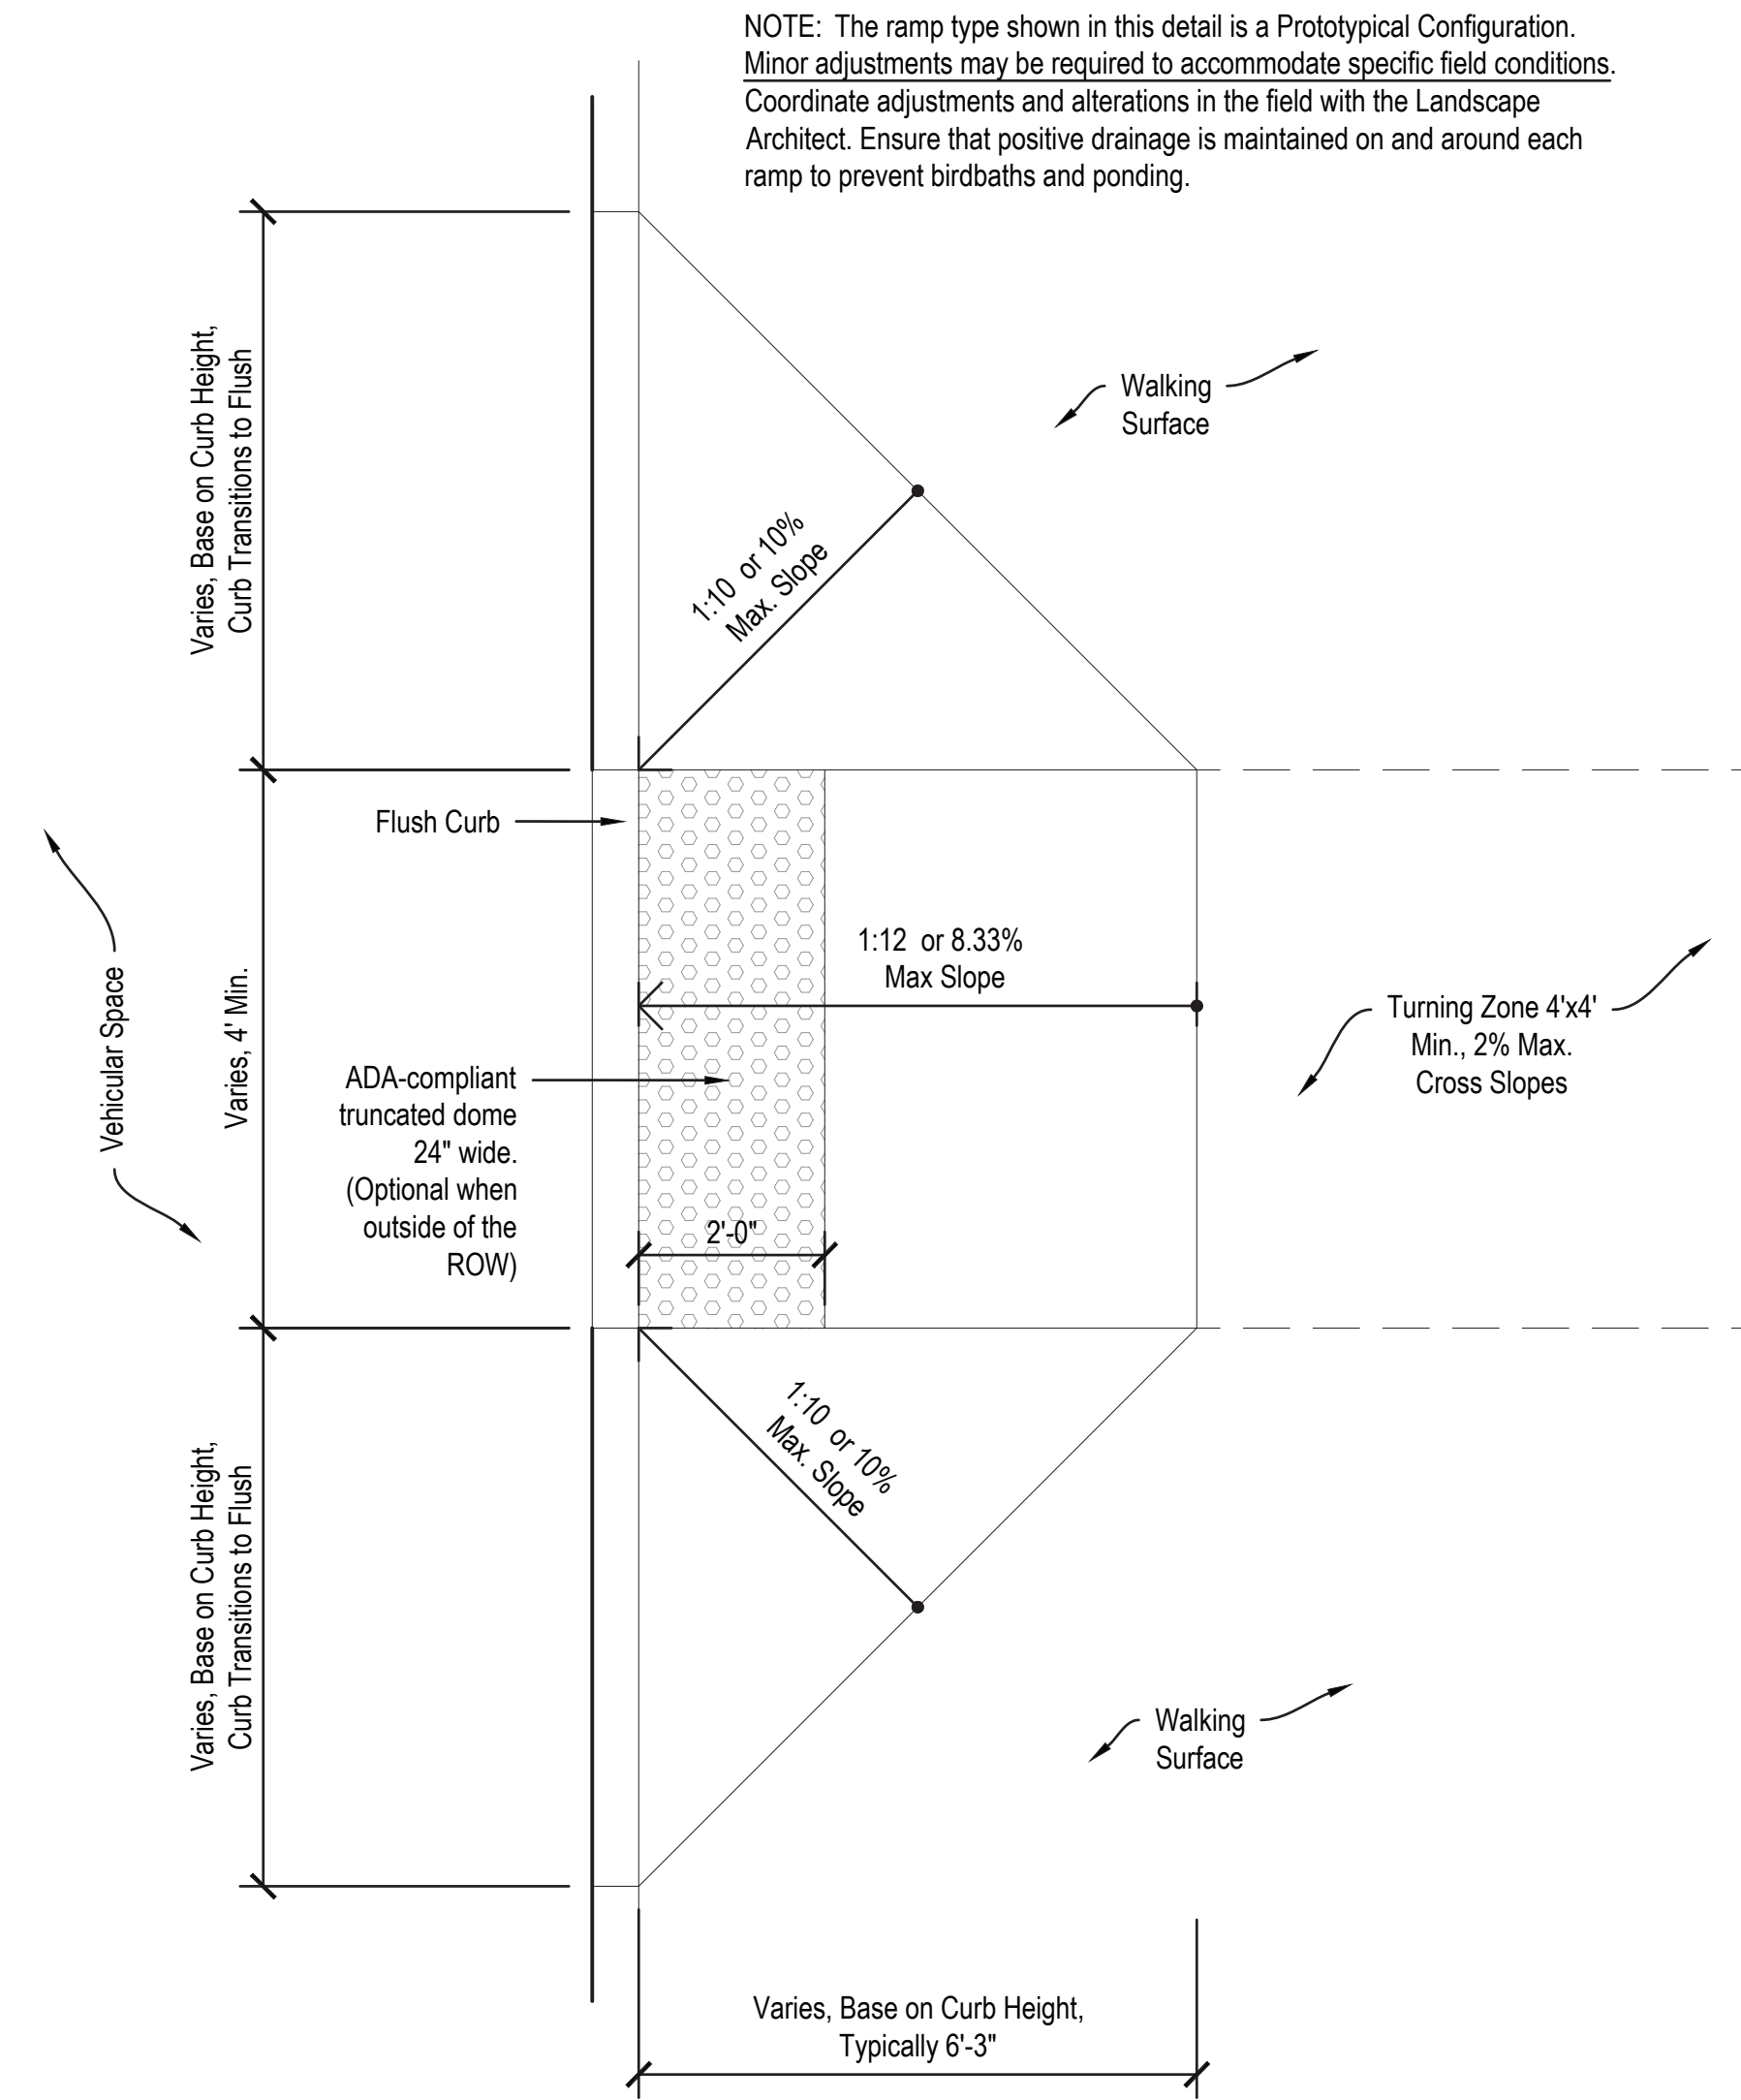 NOTE: The ramp type shown in this detail is a Prototypical Configuration.
Minor adjustments may be required to accommodate specific field conditions.
Coordinate adjustments and alterations in the field with the Landscape
Architect. Ensure that positive drainage is maintained on and around each
ramp to prevent birdbaths and ponding.
Varies, Base on Curb Height,
Curb Transitions to Flush
Walking
Surface
1:10 or 10%
Max. Slope
Flush Curb
1:12 or 8.33%
Max Slope
Vehicular Space
Varies, 4' Min.
Turning Zone 4'x4'
Min., 2% Max.
Cross Slopes
ADA-compliant
truncated dome
24" wide.
(Optional when
outside of the
ROW)
2'-0"
1:10 or 10%
Max. Slope
Varies, Base on Curb Height,
Curb Transitions to Flush
Walking
Surface
Varies, Base on Curb Height,
Typically 6'-3"